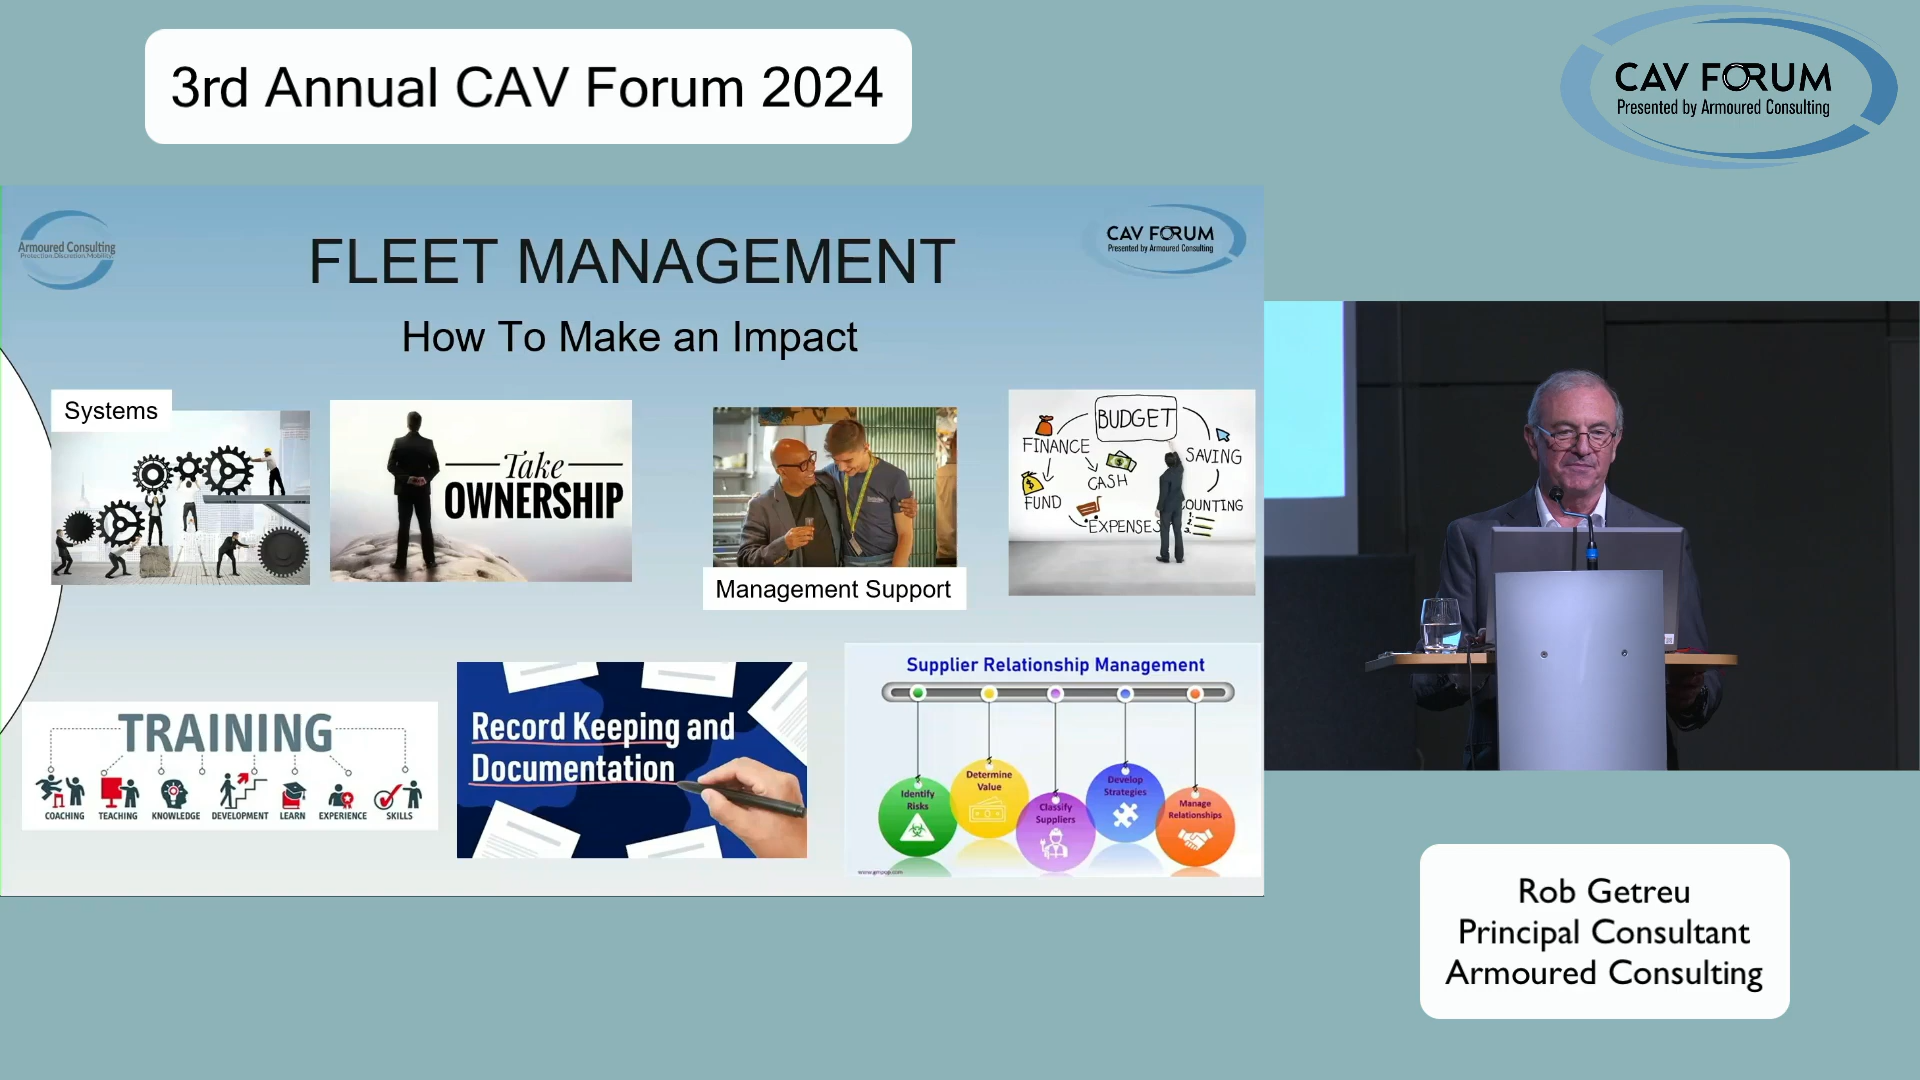 3rd Annual CAV Forum 2024
CAV FORUM
Presented by Armoured Consulting
Armoured Consulting
Protection.Discretion.Mobility
FLEET MANAGEMENT
How To Make an Impact
CAV FORUM
Presented by Armoured Consulting
Systems
Take
OWNERSHIP
Management Support
BUDGET
FINANCE
SAVING
CASH
FUND
OUNTING
EXPENSES
TRAINING
COACHING TEACHING KNOWLEDGE DEVELOPMENT LEARN EXPERIENCE SKILLS
Record Keeping and
Documentation
Supplier Relationship Management
Identify
Risks
Determine
Value
Classify
Suppliers
Develop
Strategies
Manage
Relationships
Rob Getreu
Principal Consultant
Armoured Consulting